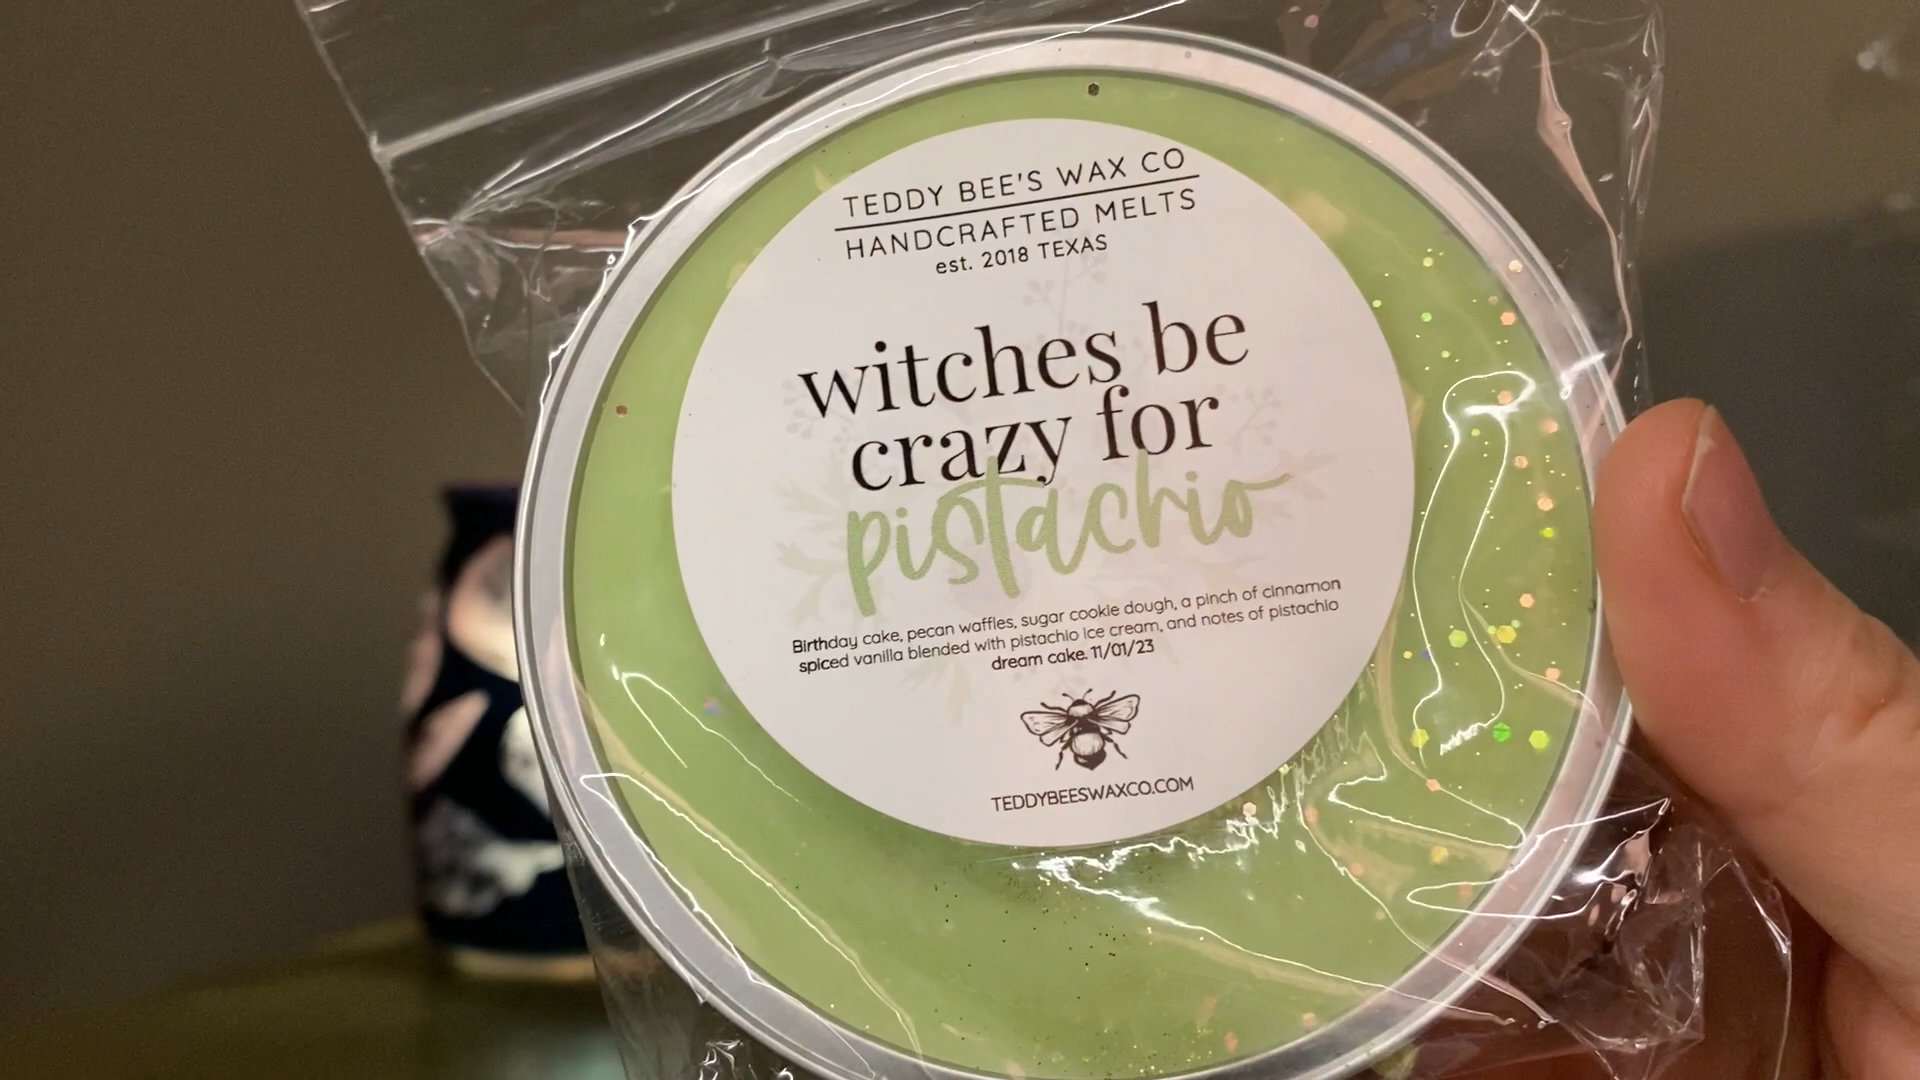 TEDDY BEE'S WAX CO
HANDCRAFTED MELTS
est. 2018 TEXAS
witches be
crazy for
pistachio
Birthday cake, pecan waffles, sugar cookie dough, a pinch of cinnamon
spiced vanilla blended with pistachio ice cream, and notes of pistachio
dream cake. 11/01/23
TEDDYBEESWAXCO.COM